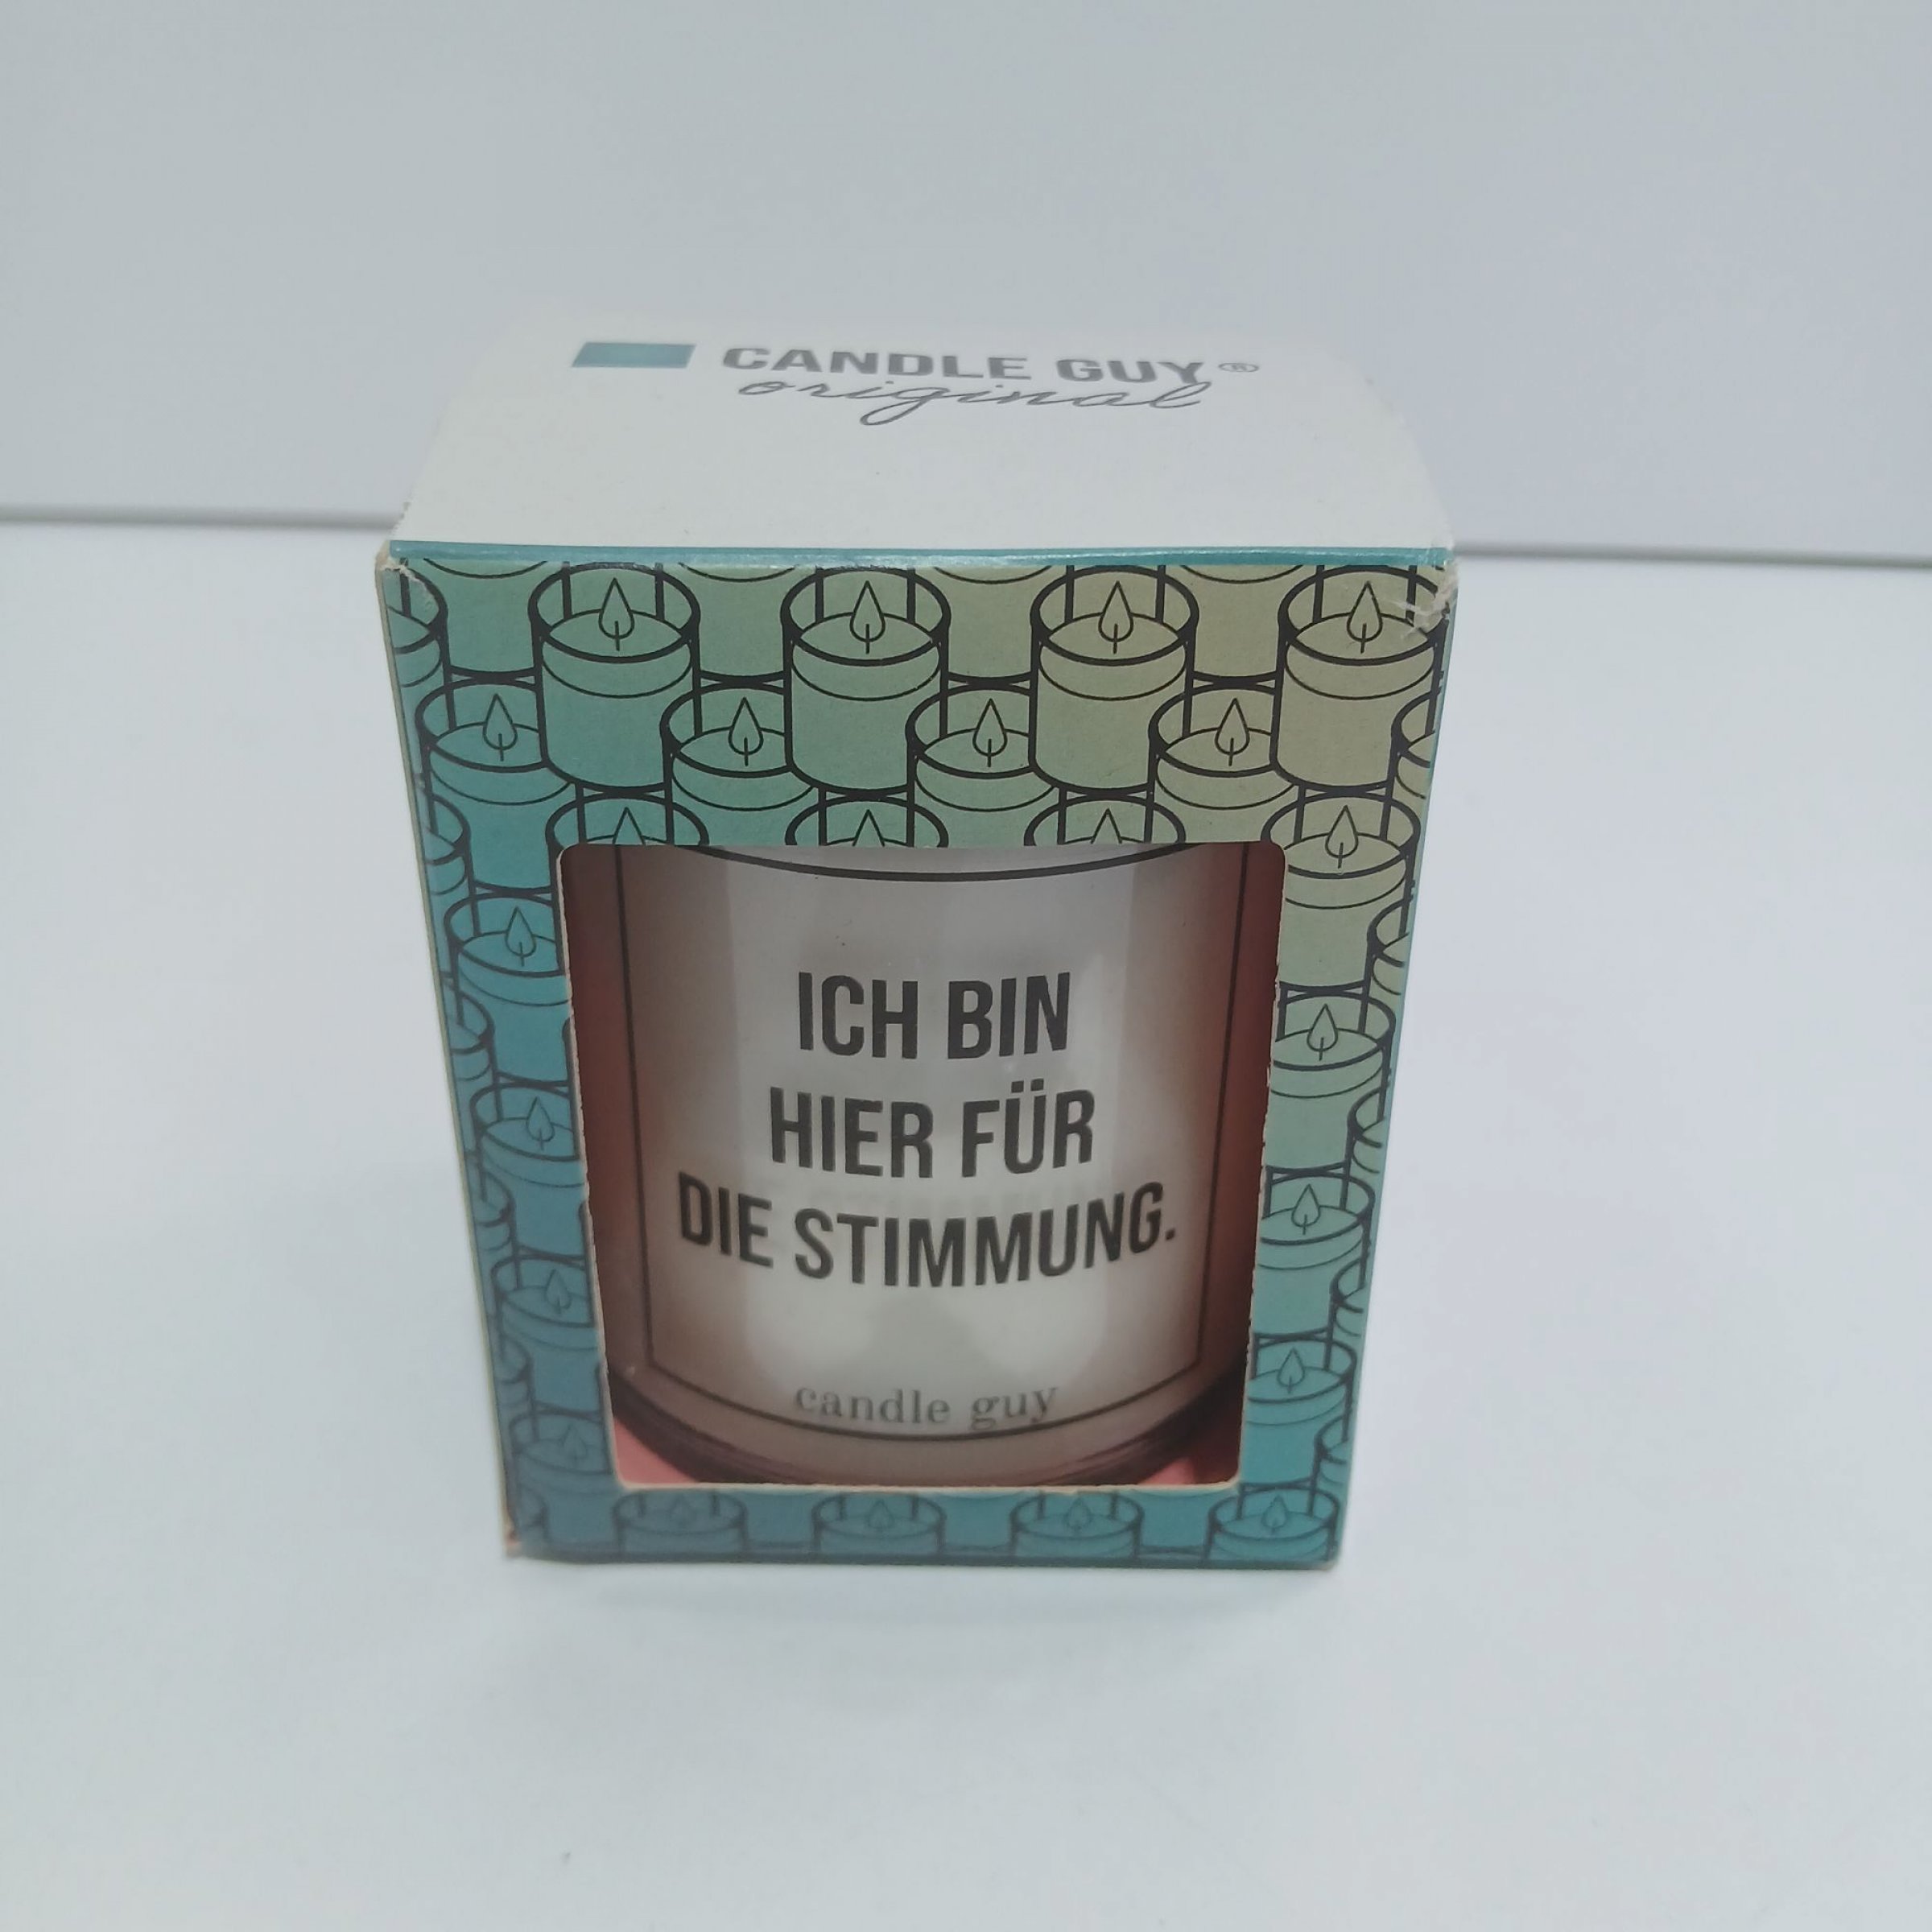 CANDLE GUY®
original
ICH BIN
HIER FÜR
DIE STIMMUNG.
candle guy